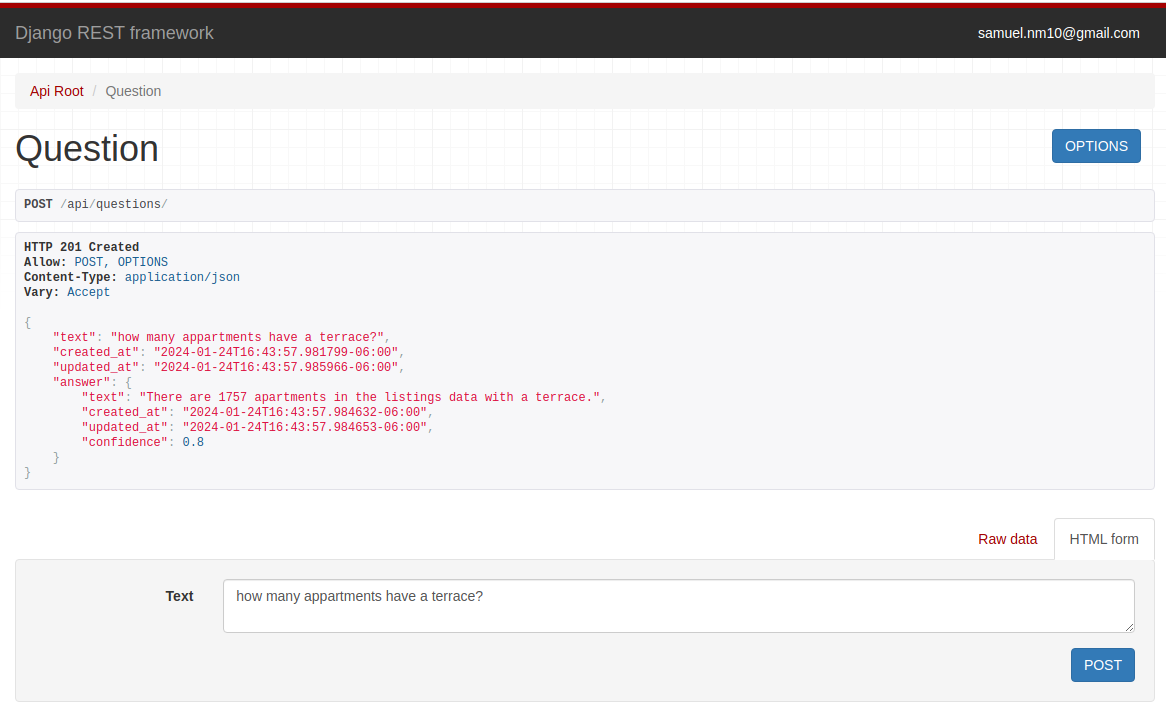 Django REST framework
samuel.nm10@gmail.com
Api Root / Question
Question
OPTIONS
POST /api/questions/
HTTP 201 Created
Allow: POST, OPTIONS
Content-Type: application/json
Vary: Accept
{
    "text": "how many appartments have a terrace?",
    "created_at": "2024-01-24T16:43:57.981799-06:00",
    "updated_at": "2024-01-24T16:43:57.985966-06:00",
    "answer": {
        "text": "There are 1757 apartments in the listings data with a terrace.",
        "created_at": "2024-01-24T16:43:57.984632-06:00",
        "updated_at": "2024-01-24T16:43:57.984653-06:00",
        "confidence": 0.8
    }
}
Raw data
HTML form
Text
how many appartments have a terrace?
POST